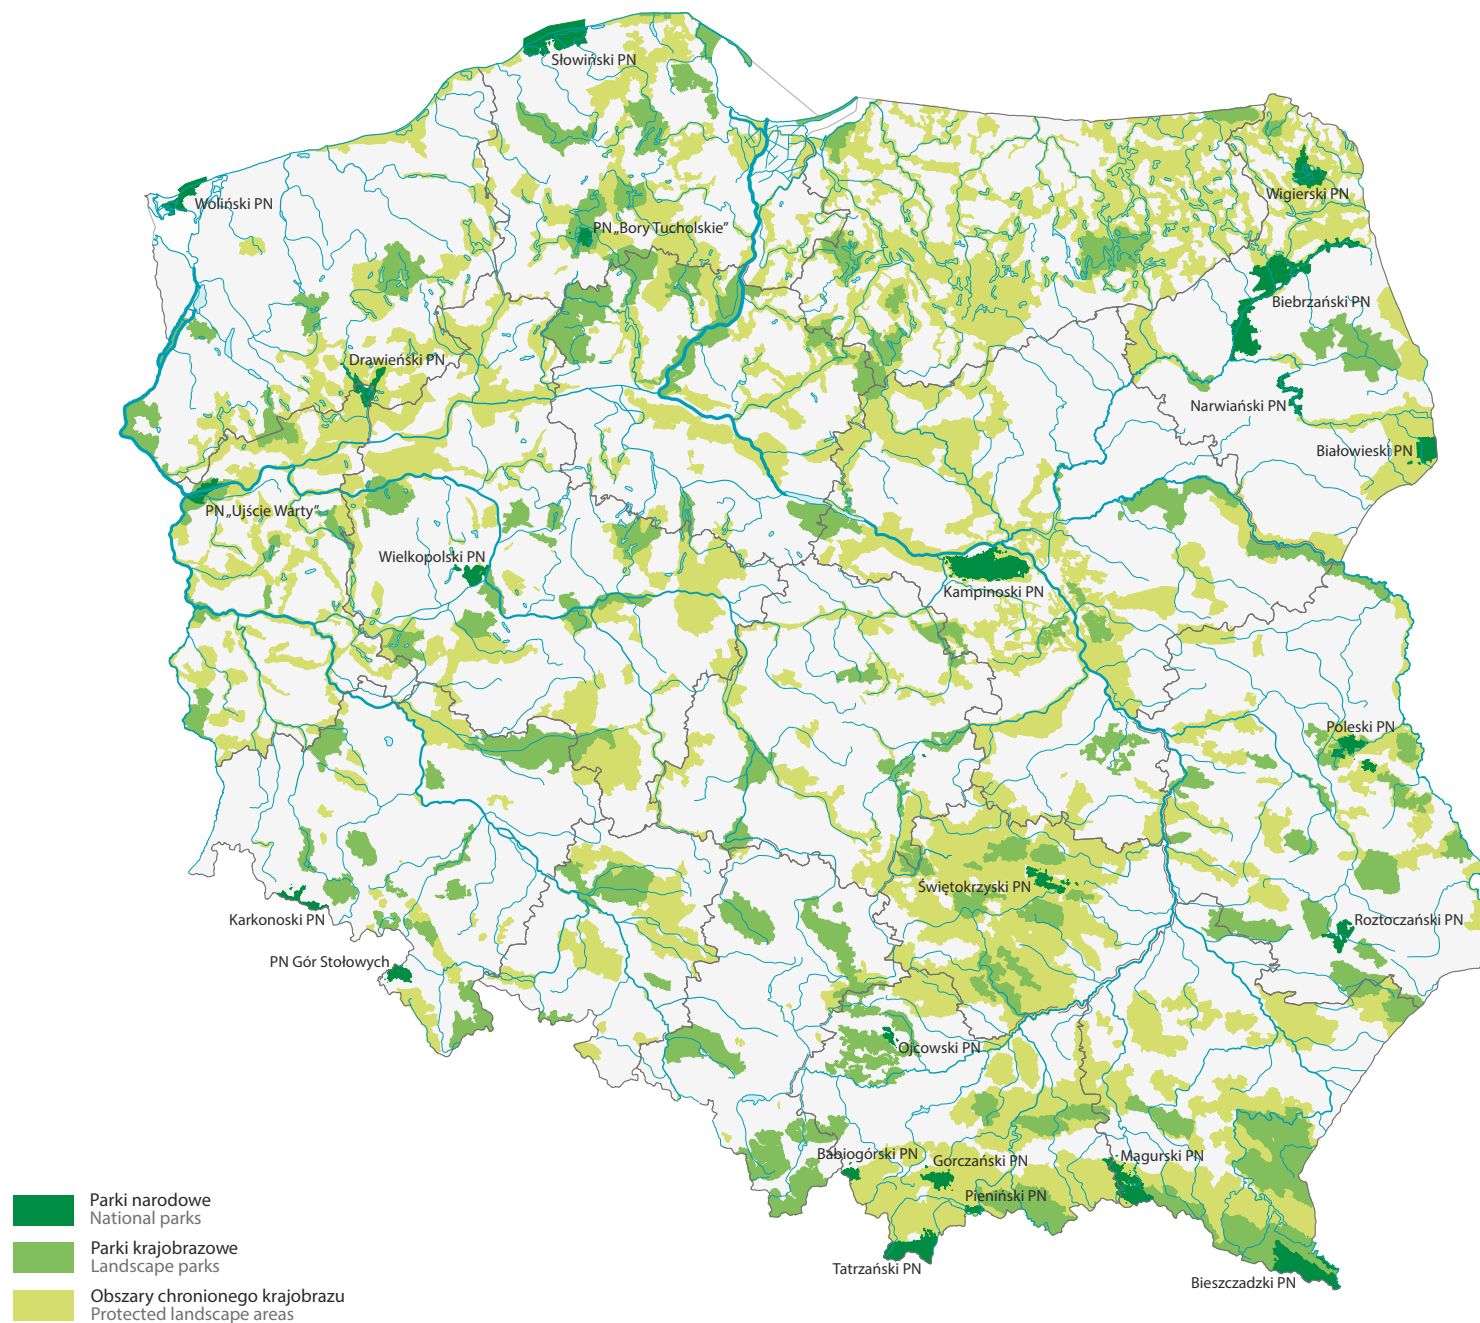 Słowiński PN
Wigierski PN
Woliński PN
PN „Bory Tucholskie”
Biebrzański PN
Drawieński PN
Narwiański PN
Białowieski PN
PN „Ujście Warty”
Wielkopolski PN
Kampinoski PN
Poleski PN
Świętokrzyski PN
Karkonoski PN
Roztoczański PN
PN Gór Stołowych
Ojcowski PN
Babiogórski PN
Gorczański PN
Magurski PN
Pieniński PN
Tatrzański PN
Bieszczadzki PN
Parki narodowe
National parks
Parki krajobrazowe
Landscape parks
Obszary chronionego krajobrazu
Protected landscape areas